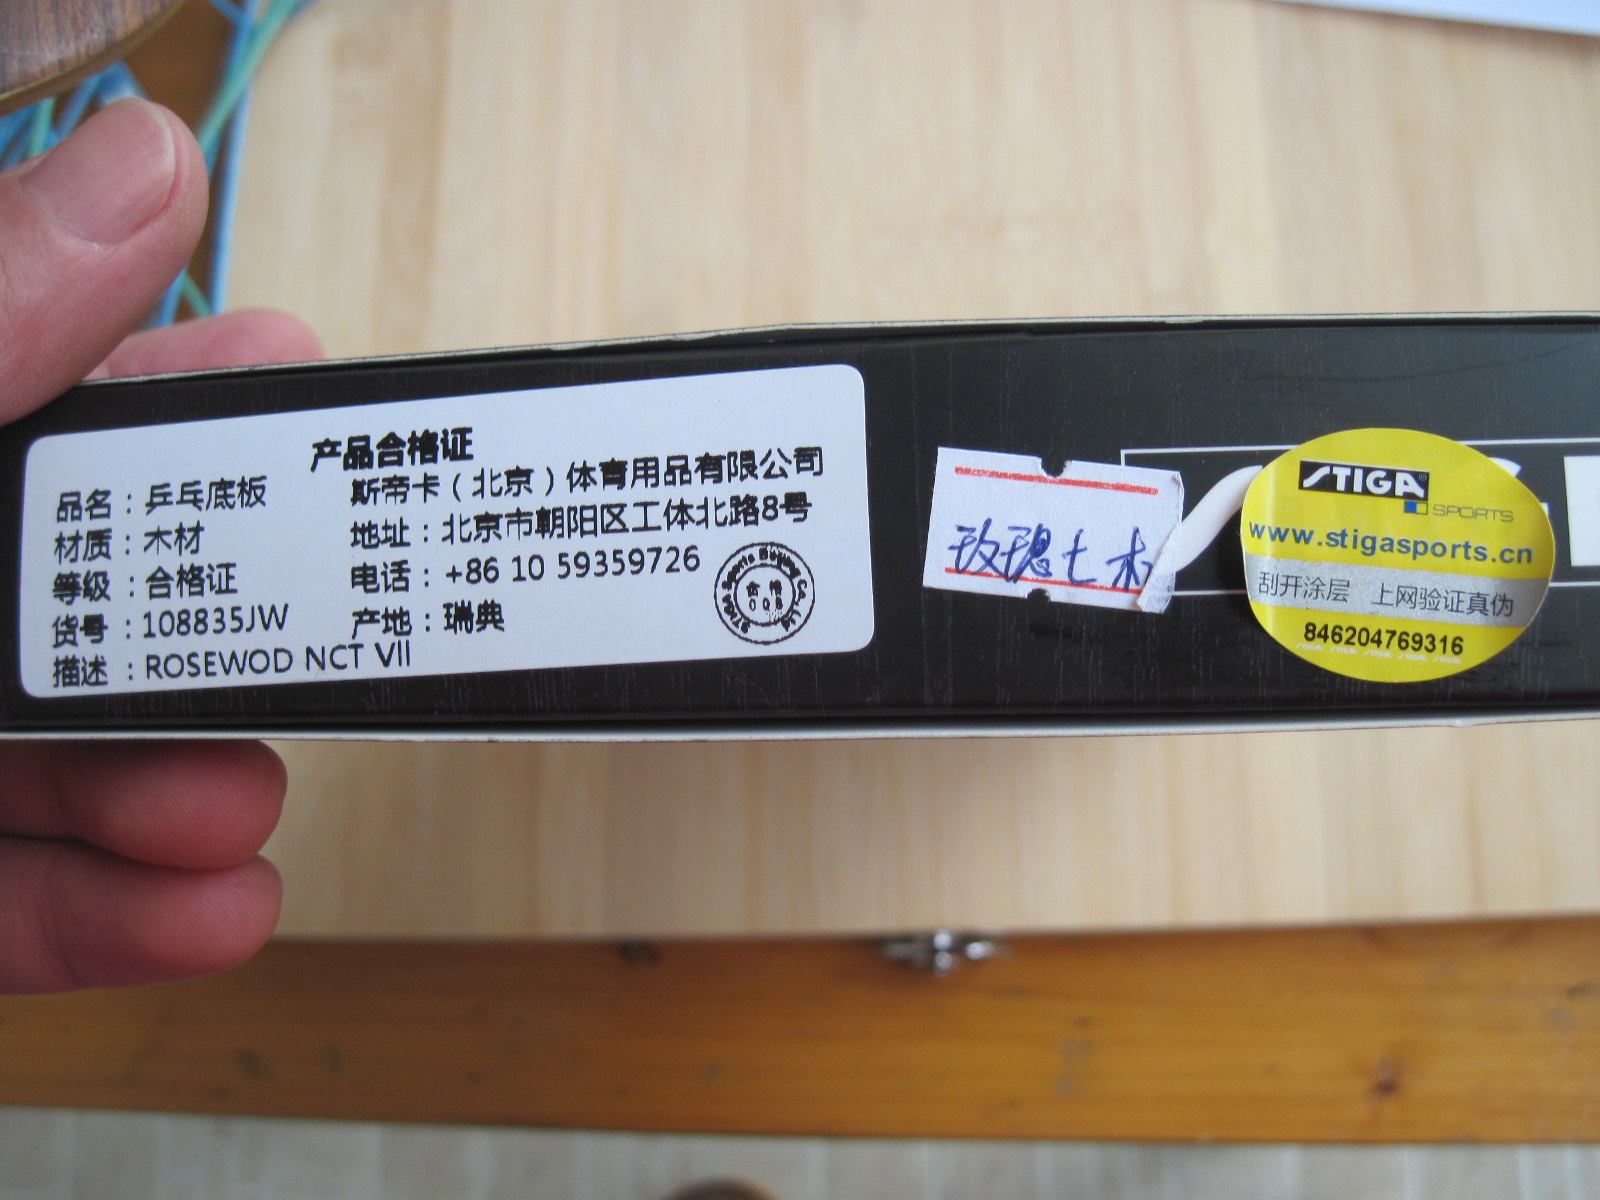 产品合格证
品名：乒乓底板
材质：木材
等级：合格证
货号：108835JW
描述：ROSEWOD NCT VII
斯帝卡（北京）体育用品有限公司
地址：北京市朝阳区工体北路8号
电话：+86 10 59359726
产地：瑞典
合格
008
玫瑰七木
STIGA
SPORTS
www.stigasports.cn
刮开涂层 上网验证真伪
846204769316